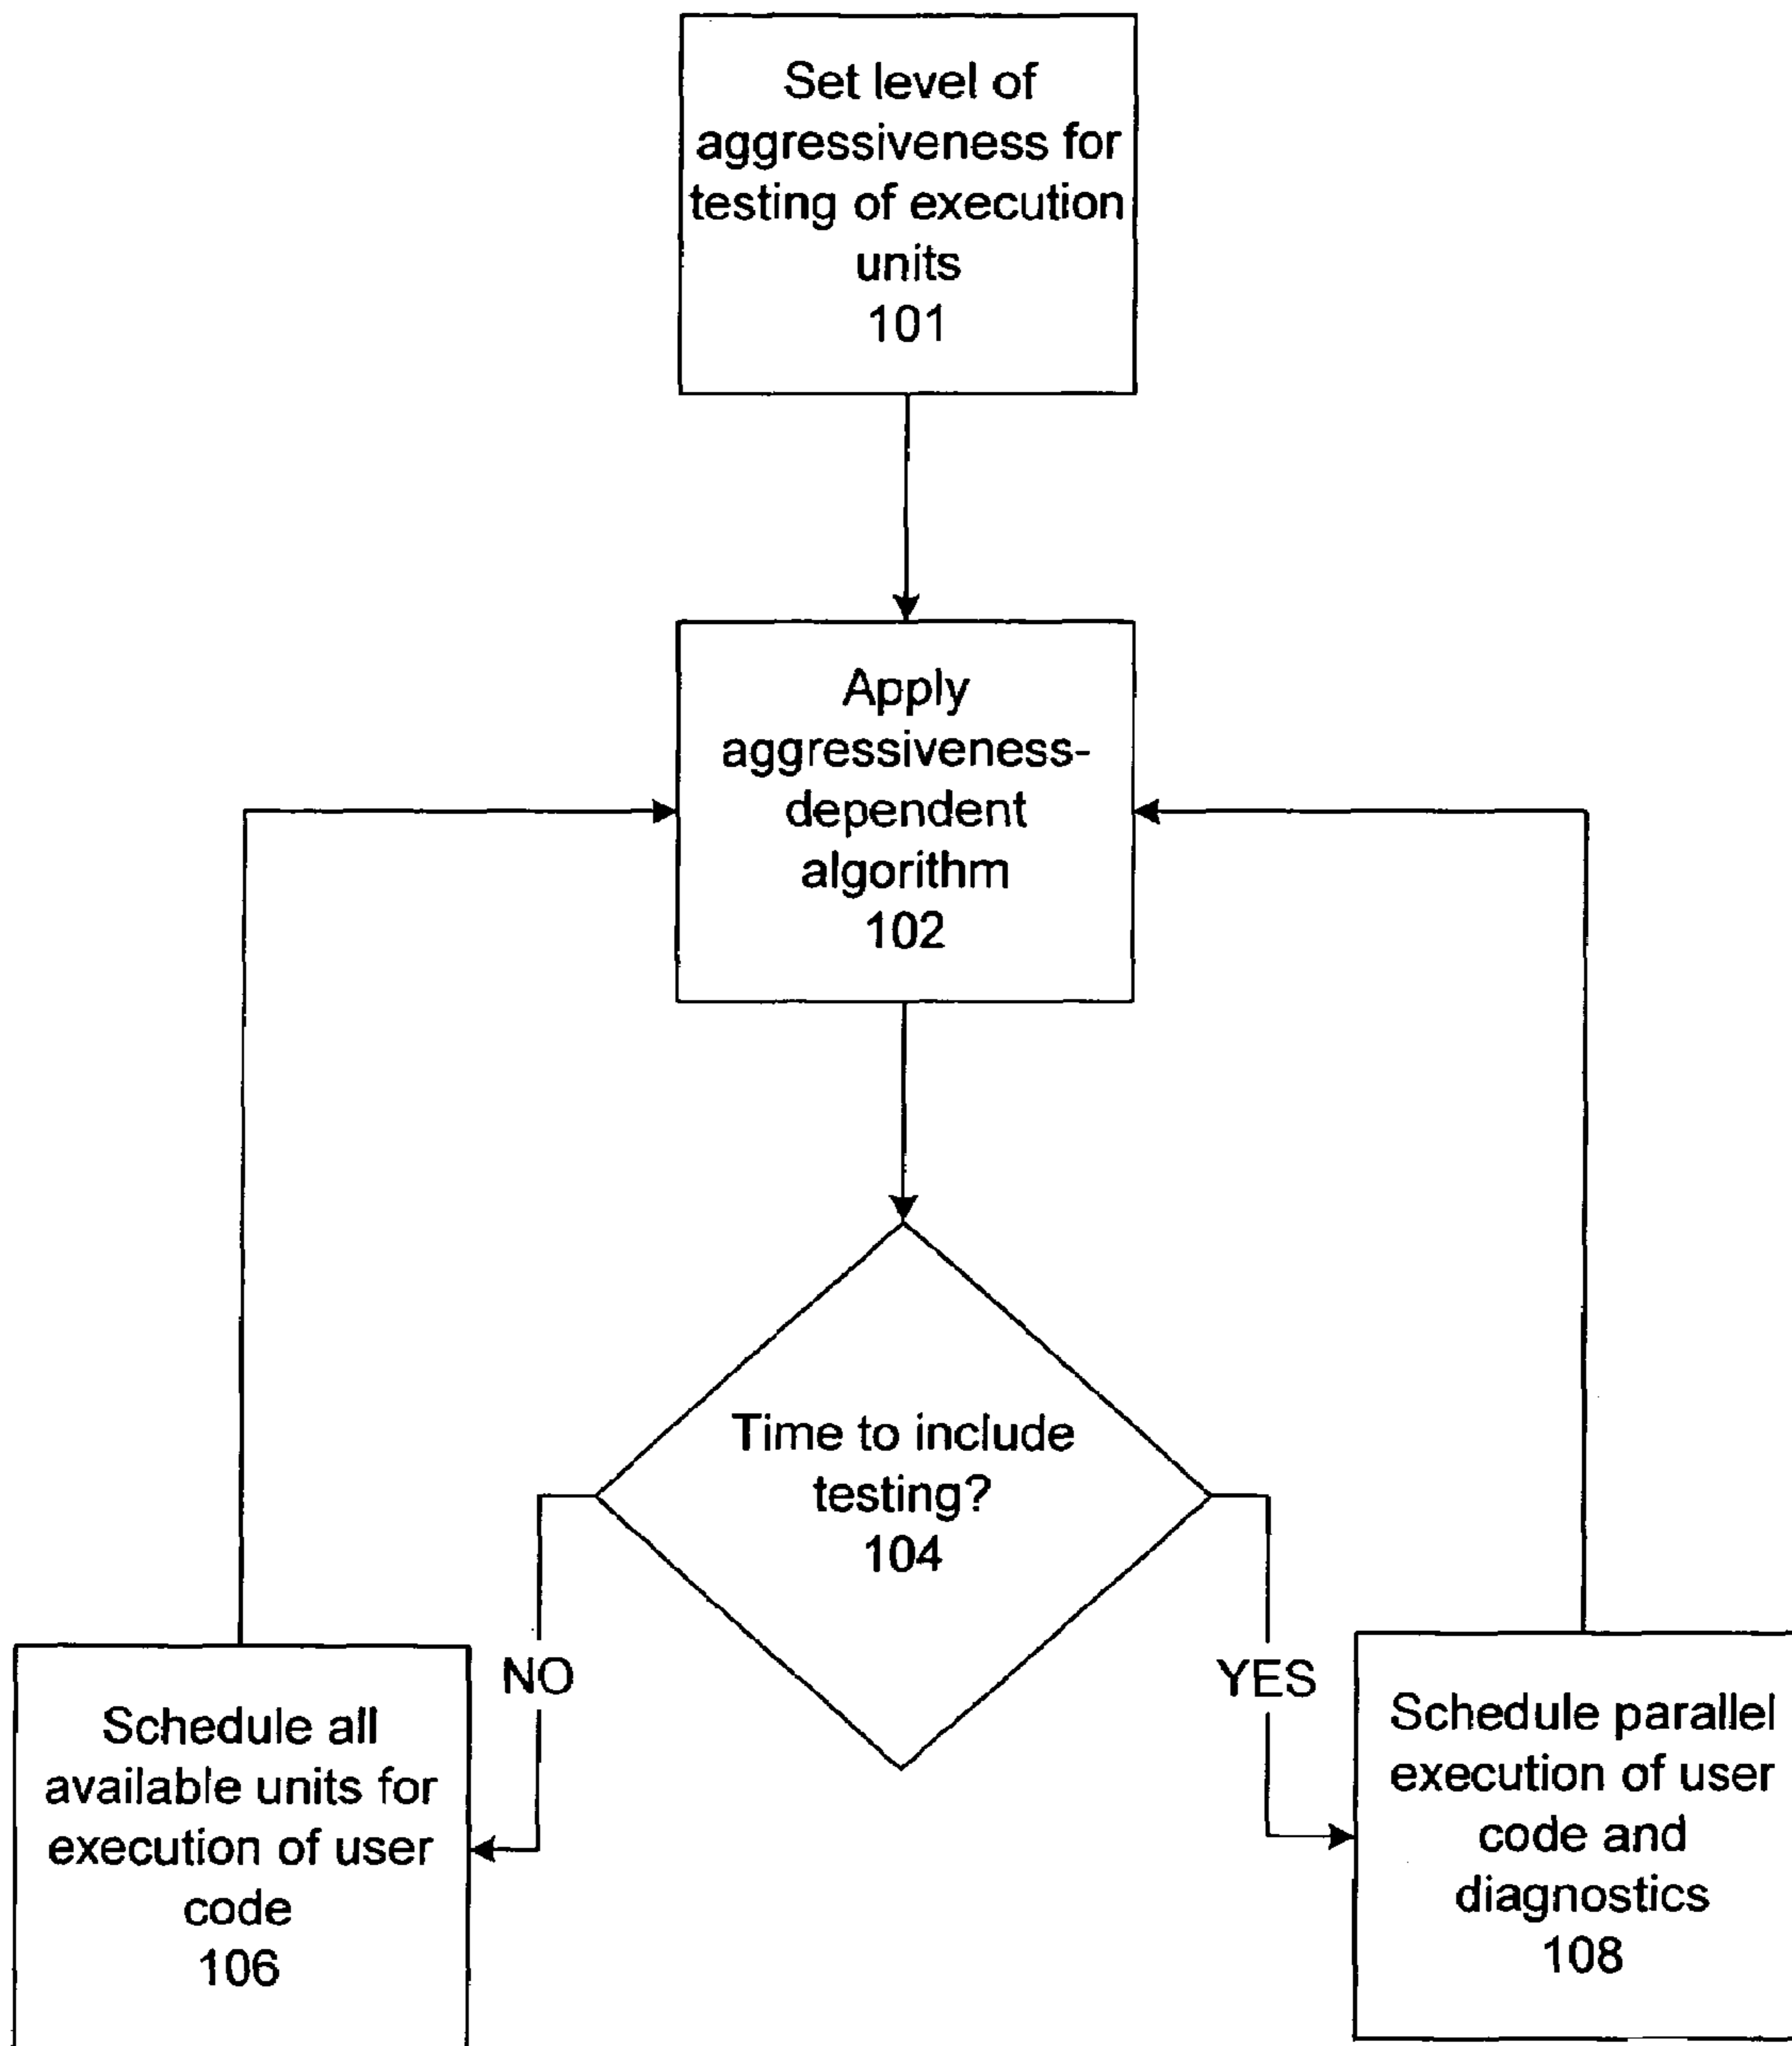 Set level of
aggressiveness for
testing of execution
units
101
Apply
aggressiveness-
dependent
algorithm
102
Time to include
testing?
104
NO
YES
Schedule all
available units for
execution of user
code
106
Schedule parallel
execution of user
code and
diagnostics
108